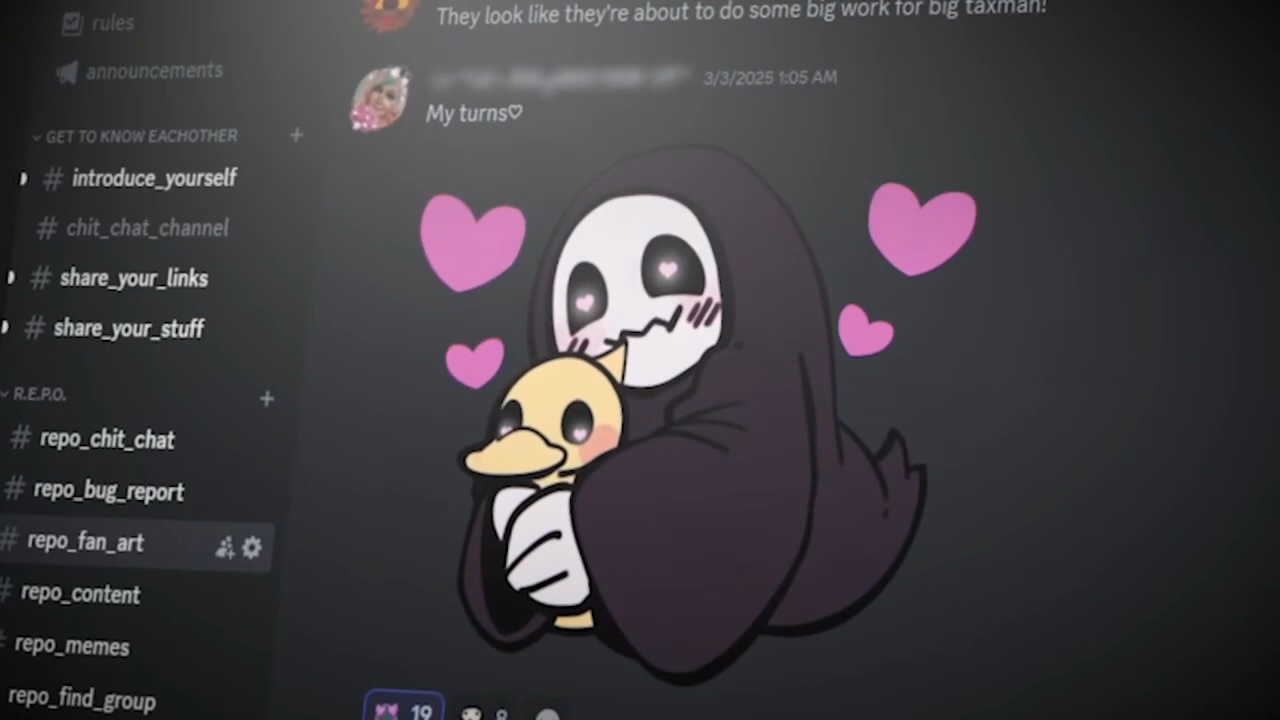 rules
announcements
GET TO KNOW EACHOTHER
introduce_yourself
chit_chat_channel
share_your_links
share_your_stuff
R.E.P.O.
repo_chit_chat
repo_bug_report
repo_fan_art
repo_content
repo_memes
repo_find_group
They look like they're about to do some big work for big taxman!
3/3/2025 1:05 AM
My turns♡
19